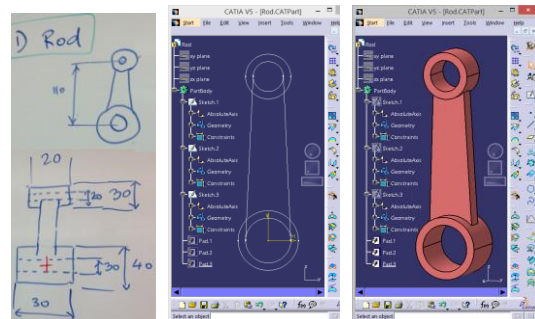 D Rod
110
20
30
20
30
40
30
CATIA V5 - [Rod.CATPart]
Start File Edit View Insert Tools Window Help
Rod
xy plane
yz plane
zx plane
PartBody
Sketch.1
AbsoluteAxis
Geometry
Constraints
Sketch.2
AbsoluteAxis
Geometry
Constraints
Sketch.3
AbsoluteAxis
Geometry
Constraints
Pad.1
Pad.2
Pad.3
Select an object
CATIA V5 - [Rod.CATPart]
Start File Edit View Insert Tools Window Help
Rod
xy plane
yz plane
zx plane
PartBody
Sketch.1
AbsoluteAxis
Geometry
Constraints
Sketch.2
AbsoluteAxis
Geometry
Constraints
Sketch.3
AbsoluteAxis
Geometry
Constraints
Pad.1
Pad.2
Pad.3
Select an object